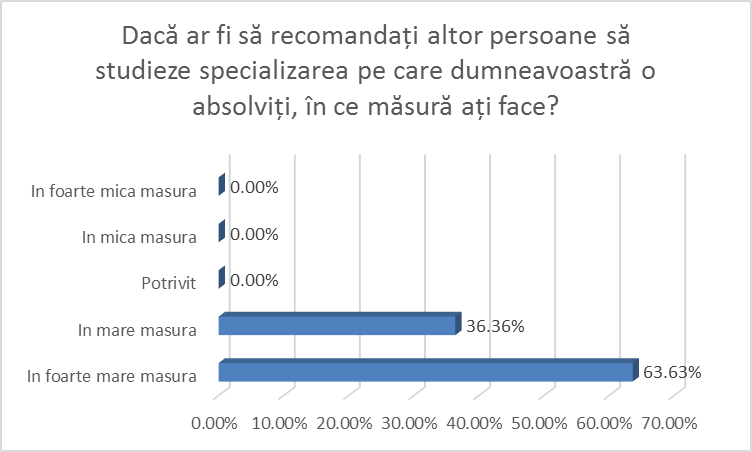 Dacă ar fi să recomandați altor persoane să
studieze specializarea pe care dumneavoastră o
absolviți, în ce măsură ați face?
In foarte mica masura 0.00%
In mica masura 0.00%
Potrivit 0.00%
In mare masura 36.36%
In foarte mare masura 63.63%
0.00% 10.00% 20.00% 30.00% 40.00% 50.00% 60.00% 70.00%